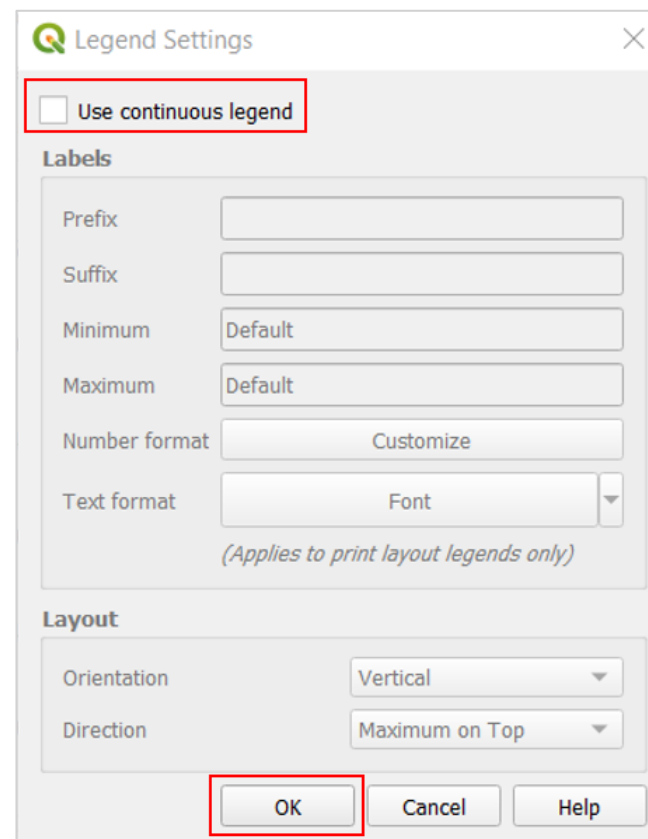 Legend Settings
Use continuous legend
Labels
Prefix
Suffix
Minimum Default
Maximum Default
Number format Customize
Text format Font
(Applies to print layout legends only)
Layout
Orientation Vertical
Direction Maximum on Top
OK Cancel Help